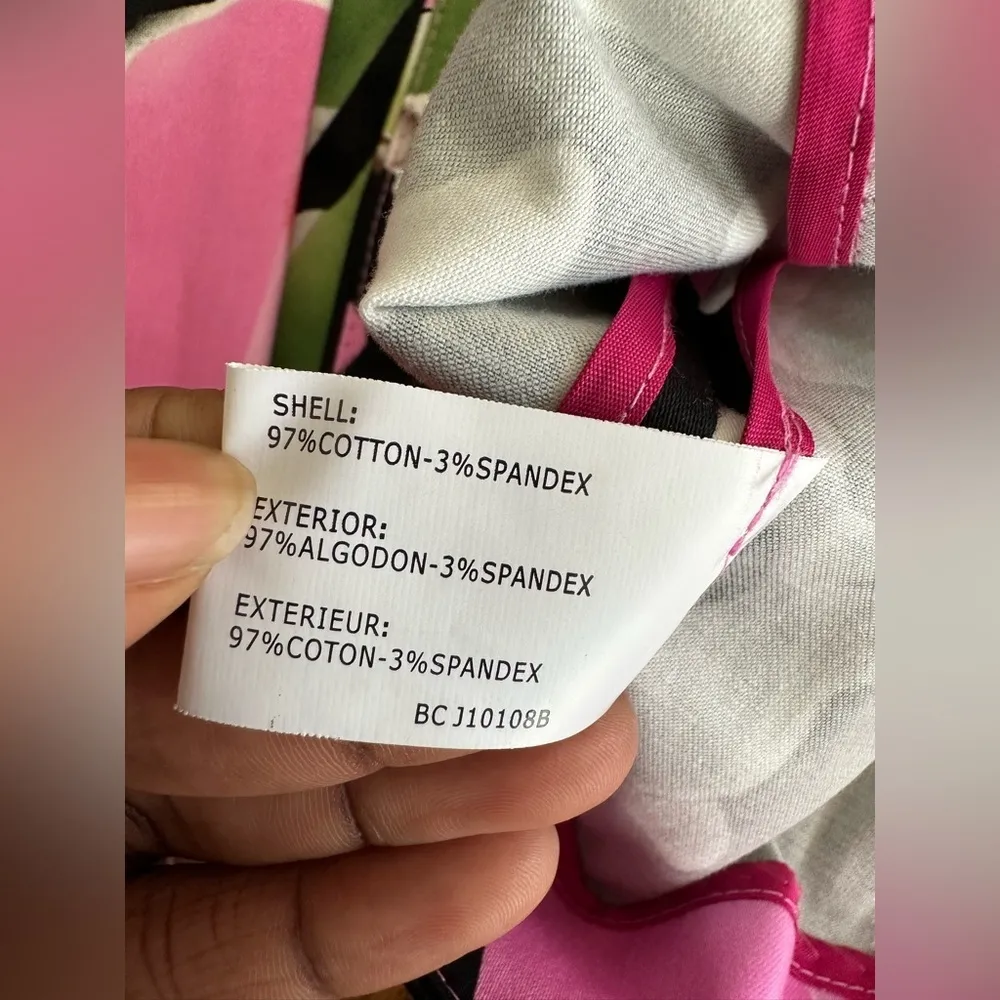 SHELL:
97%COTTON-3%SPANDEX
EXTERIOR:
97%ALGODON-3%SPANDEX
EXTERIEUR:
97%COTON-3%SPANDEX
BC J10108B